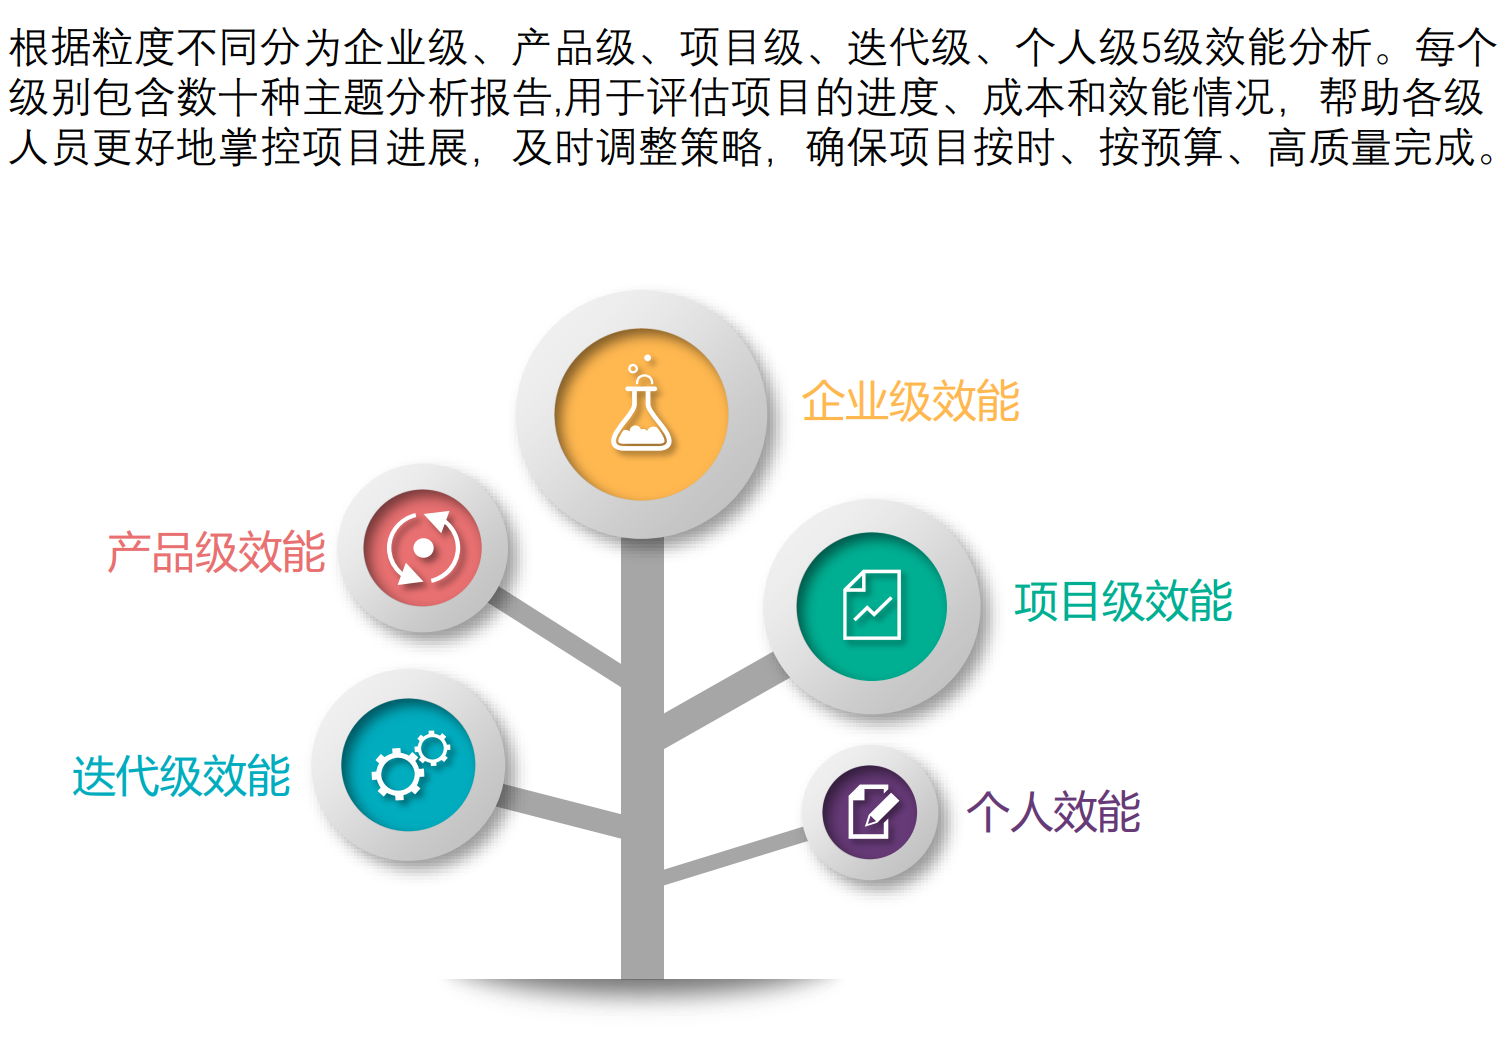 根据粒度不同分为企业级、产品级、项目级、迭代级、个人级5级效能分析。每个
级别包含数十种主题分析报告,用于评估项目的进度、成本和效能情况，帮助各级
人员更好地掌控项目进展，及时调整策略，确保项目按时、按预算、高质量完成。
企业级效能
产品级效能
项目级效能
迭代级效能
个人效能